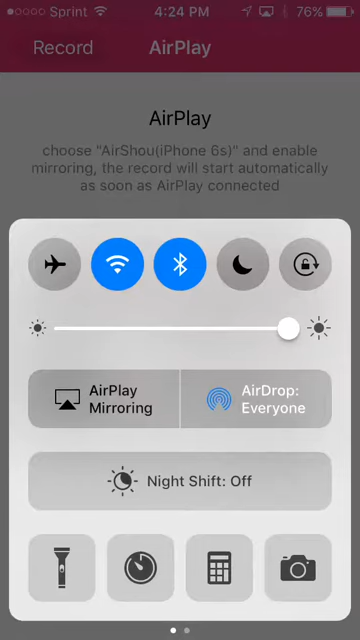 Sprint 4:24 PM 76%
Record AirPlay
AirPlay
choose "AirShou(iPhone 6s)" and enable
mirroring, the record will start automatically
as soon as AirPlay connected
AirPlay
Mirroring
AirDrop:
Everyone
Night Shift: Off